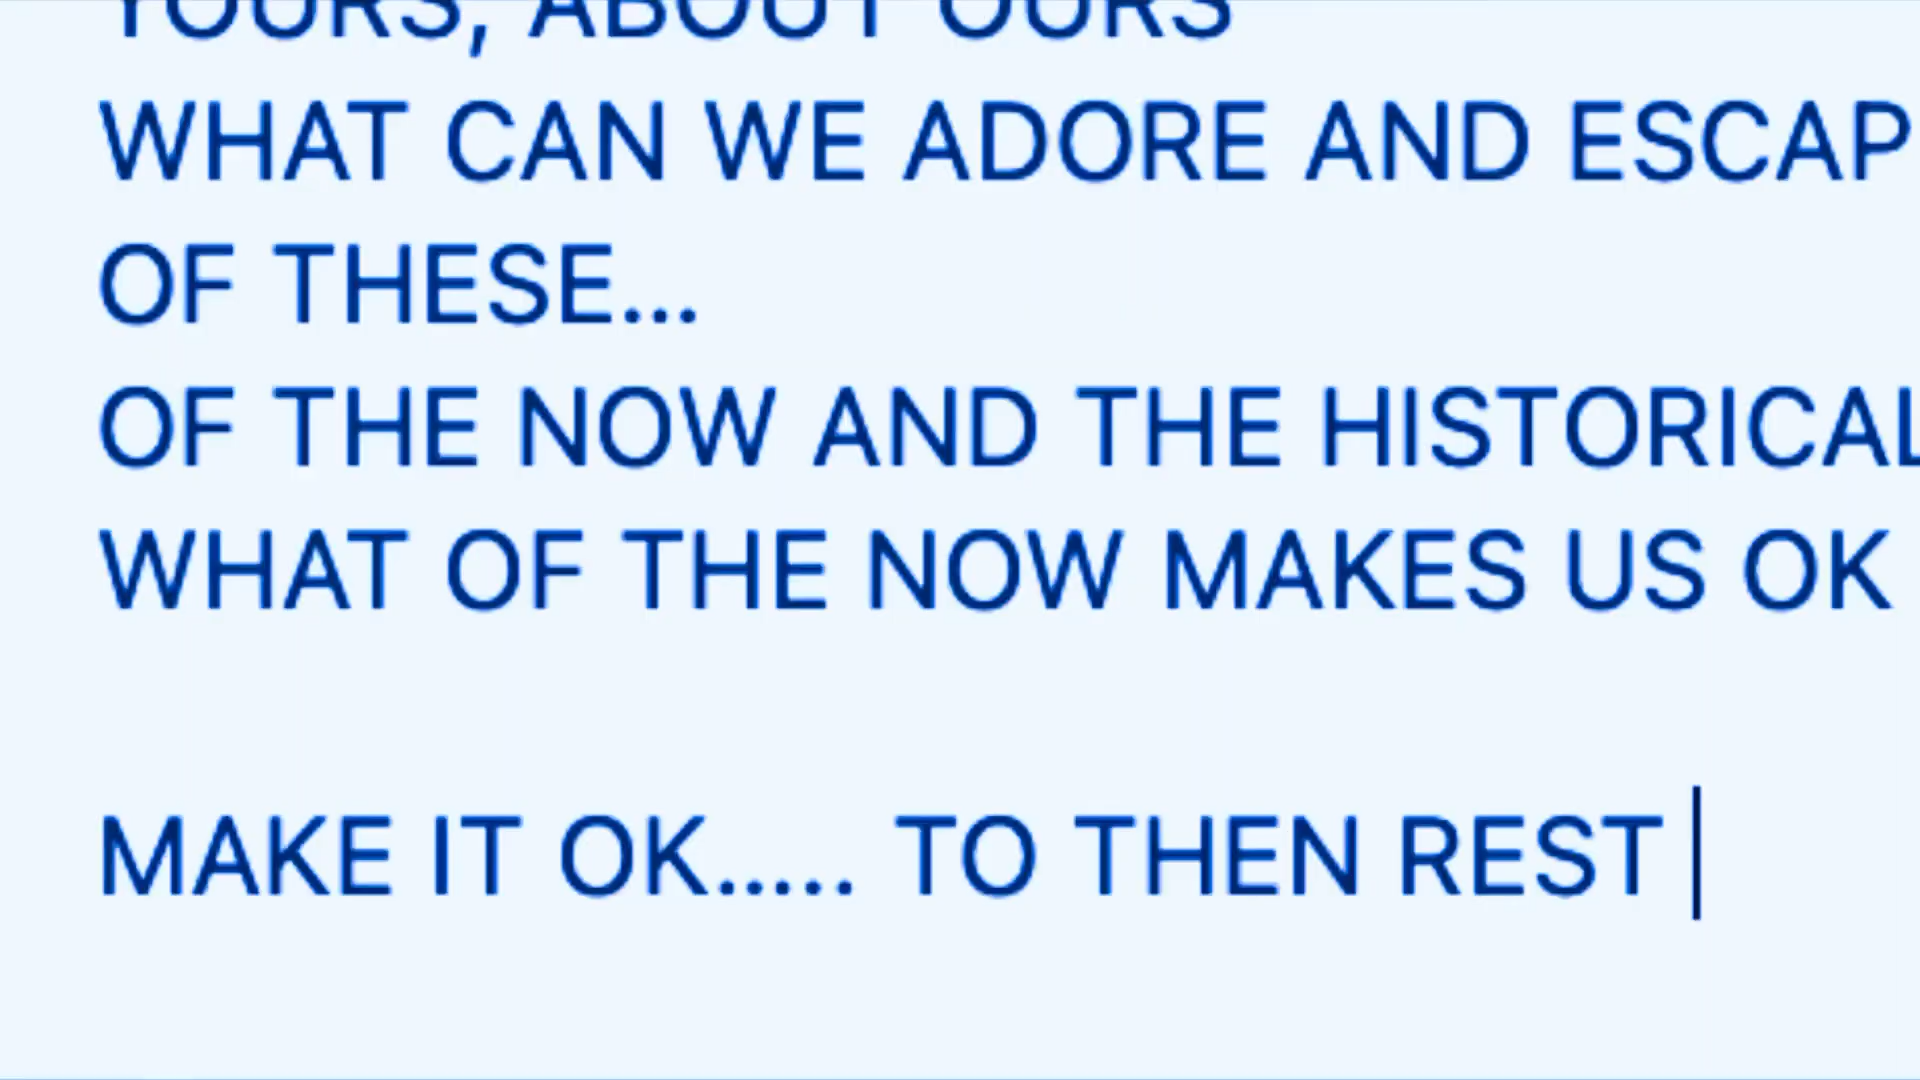 YOURS, ABOUT OURS
WHAT CAN WE ADORE AND ESCAP
OF THESE...
OF THE NOW AND THE HISTORICAL
WHAT OF THE NOW MAKES US OK
MAKE IT OK..... TO THEN REST